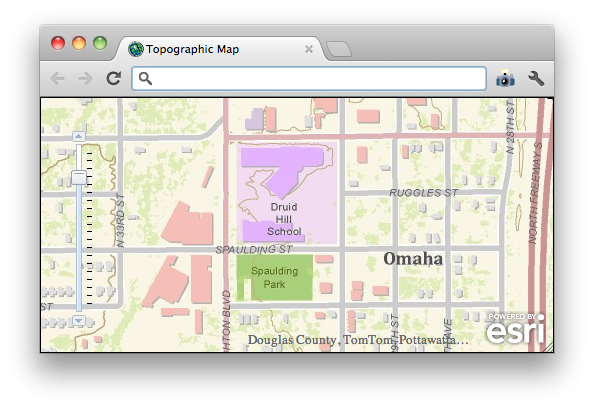 Topographic Map
N 28TH ST
NORTH FREEWAY S
N 33RD ST
RUGGLES ST
Druid
Hill
School
SPAULDING ST
Omaha
Spaulding
Park
ST
HTON BLVD
9TH ST
AVE
Douglas County, TomTom, Pottawatta...
POWERED BY
esri